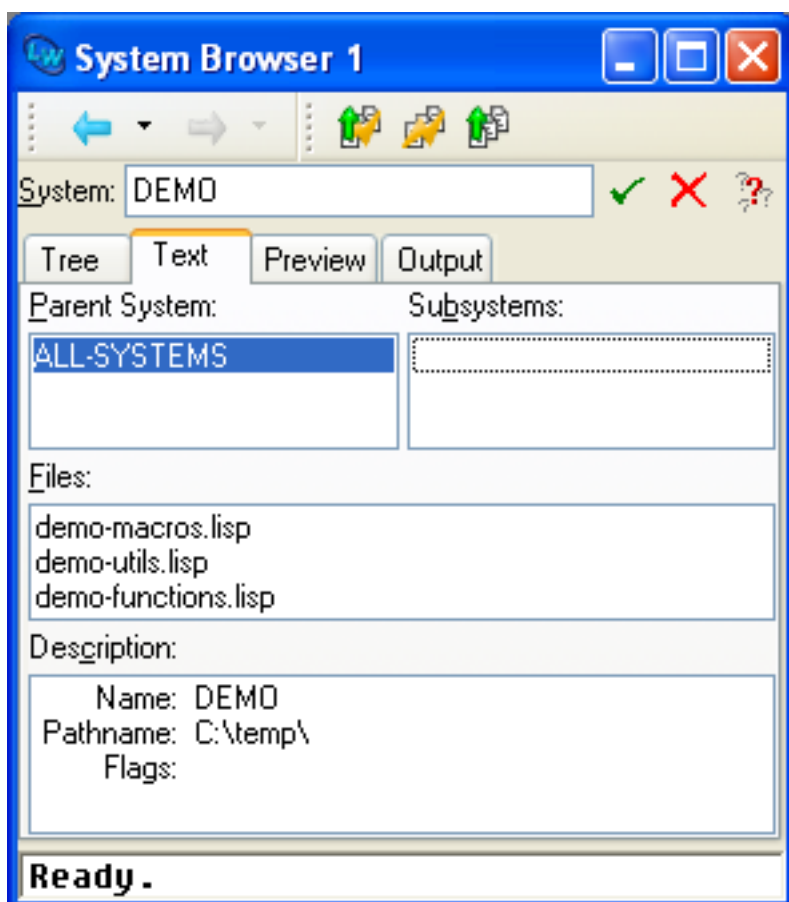 System Browser 1
System: DEMO
Tree Text Preview Output
Parent System: Subsystems:
ALL-SYSTEMS
Files:
demo-macros.lisp
demo-utils.lisp
demo-functions.lisp
Description:
Name: DEMO
Pathname: C:\temp\
Flags:
Ready.